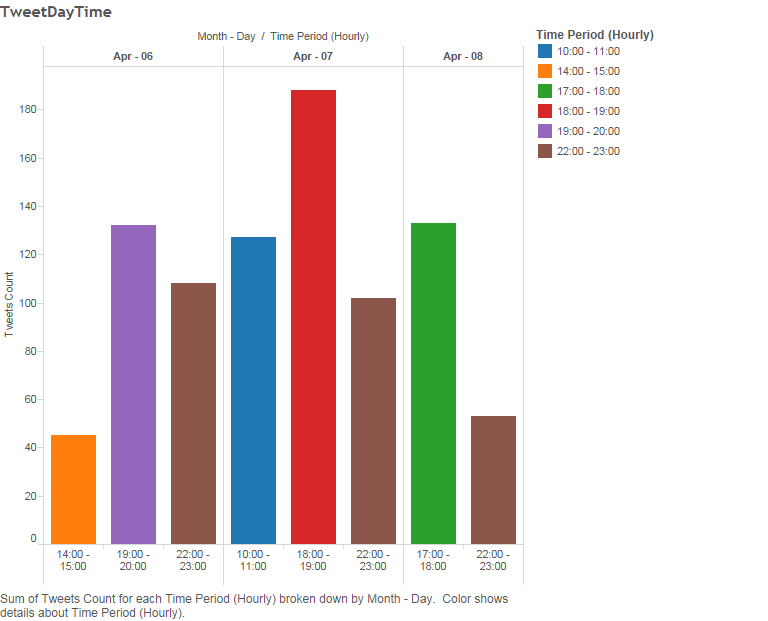 TweetDayTime
Month - Day / Time Period (Hourly)
Apr - 06
Apr - 07
Apr - 08
Tweets Count
180
160
140
120
100
80
60
40
20
0
14:00 -
15:00
19:00 -
20:00
22:00 -
23:00
10:00 -
11:00
18:00 -
19:00
22:00 -
23:00
17:00 -
18:00
22:00 -
23:00
Time Period (Hourly)
10:00 - 11:00
14:00 - 15:00
17:00 - 18:00
18:00 - 19:00
19:00 - 20:00
22:00 - 23:00
Sum of Tweets Count for each Time Period (Hourly) broken down by Month - Day.  Color shows
details about Time Period (Hourly).